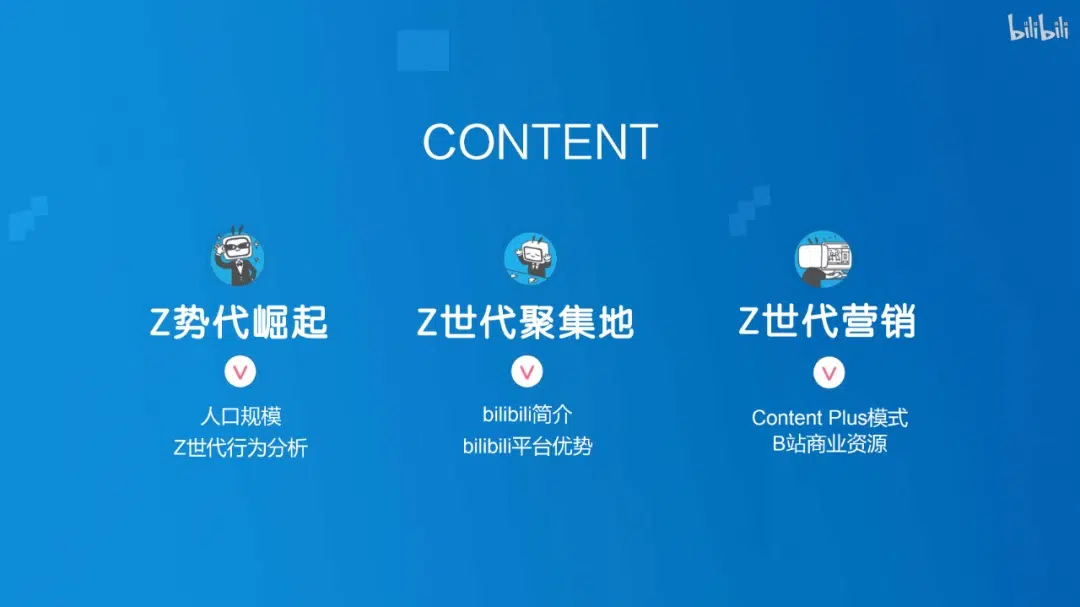 bilibili
CONTENT
Z势代崛起
人口规模
Z世代行为分析
Z世代聚集地
bilibili简介
bilibili平台优势
Z世代营销
Content Plus模式
B站商业资源